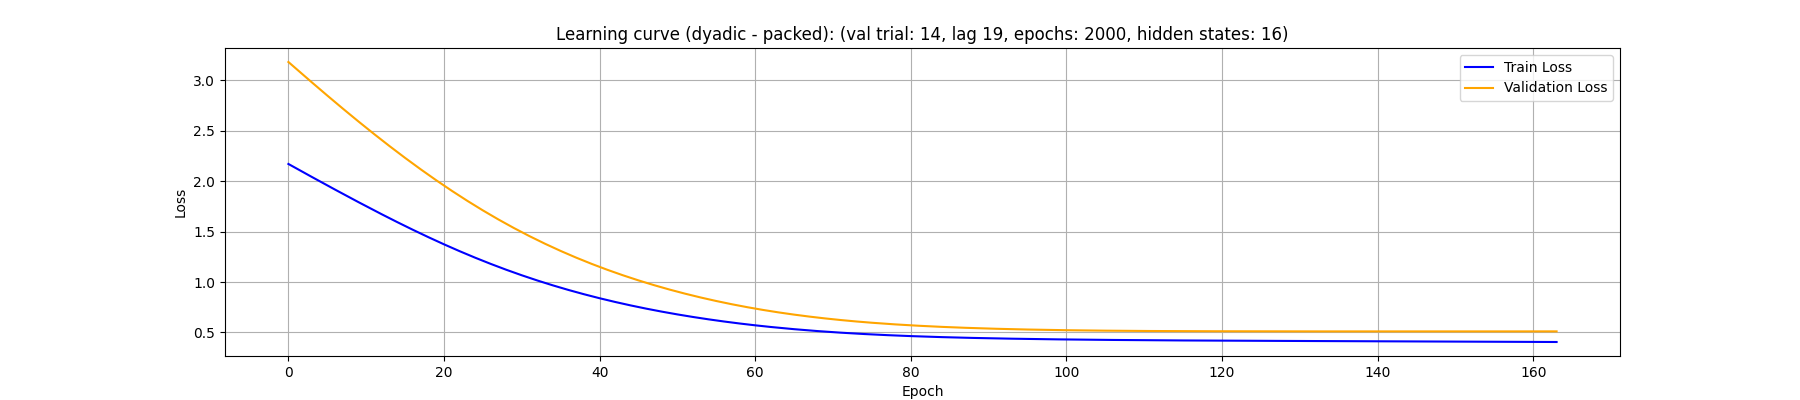 Learning curve (dyadic - packed): (val trial: 14, lag 19, epochs: 2000, hidden states: 16)
Train Loss
Validation Loss
Loss
3.0
2.5
2.0
1.5
1.0
0.5
0 20 40 60 80 100 120 140 160
Epoch